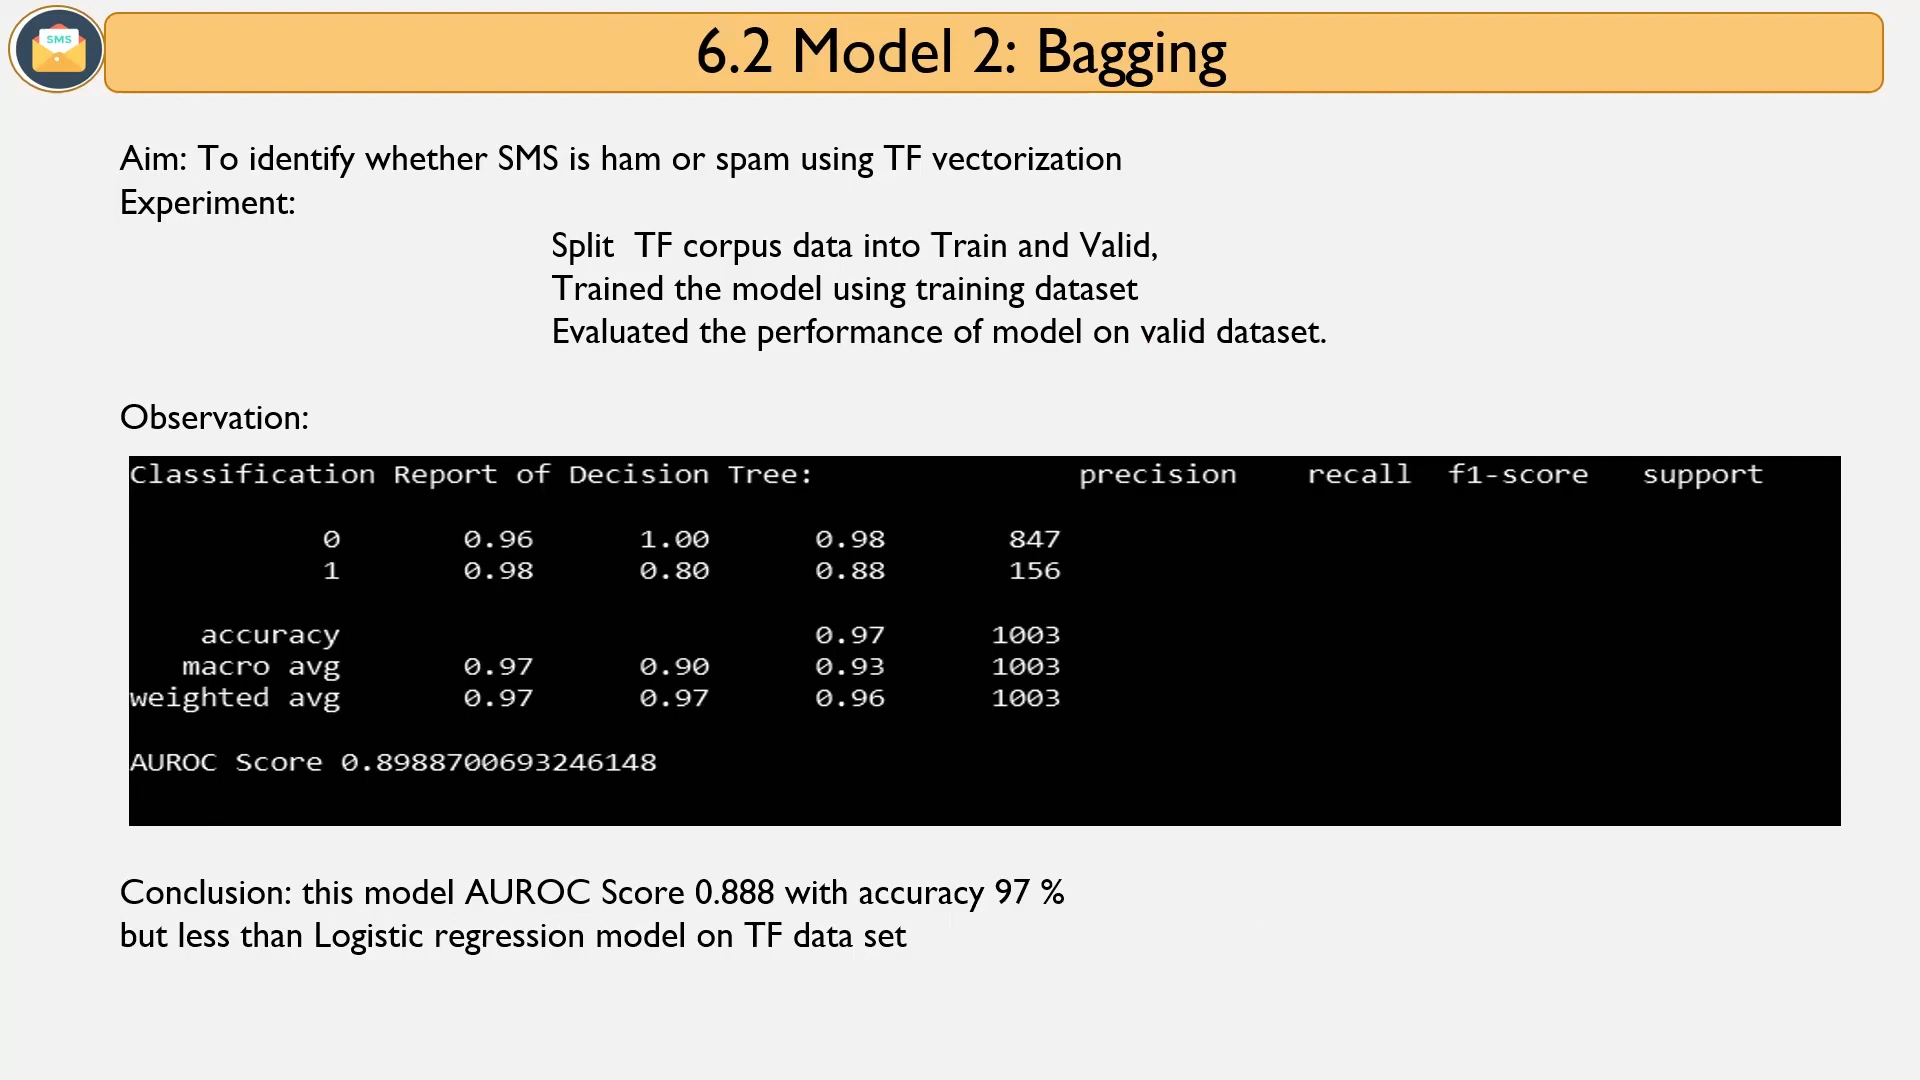 SMS
6.2 Model 2: Bagging
Aim: To identify whether SMS is ham or spam using TF vectorization
Experiment:
Split TF corpus data into Train and Valid,
Trained the model using training dataset
Evaluated the performance of model on valid dataset.
Observation:
Classification Report of Decision Tree: precision recall f1-score support
0 0.96 1.00 0.98 847
1 0.98 0.80 0.88 156
accuracy 0.97 1003
macro avg 0.97 0.90 0.93 1003
weighted avg 0.97 0.97 0.96 1003
AUROC Score 0.8988700693246148
Conclusion: this model AUROC Score 0.888 with accuracy 97 %
but less than Logistic regression model on TF data set